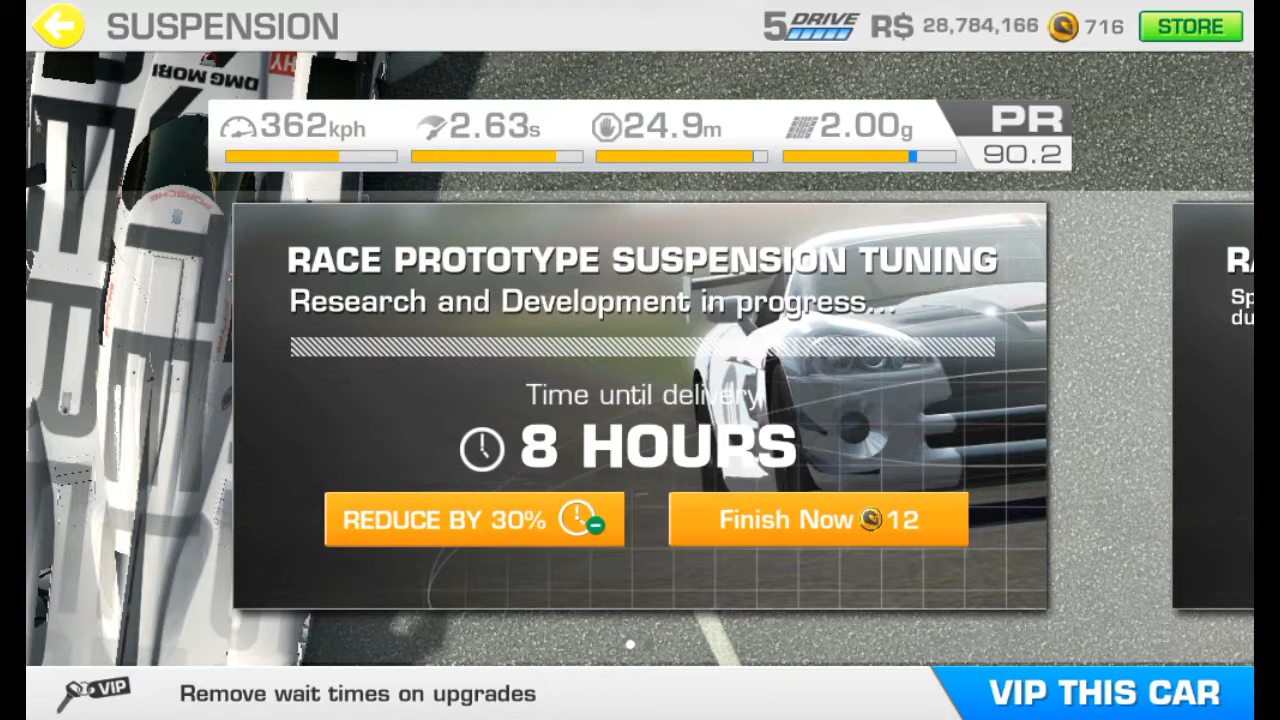 SUSPENSION
5 DRIVE R$ 28,784,166 716 STORE
DMG MORI
362kph 2.63s 24.9m 2.00g PR
90.2
PORSCHE
RACE PROTOTYPE SUSPENSION TUNING
Research and Development in progress...
Time until delivery
8 HOURS
REDUCE BY 30% Finish Now 12
VIP Remove wait times on upgrades VIP THIS CAR